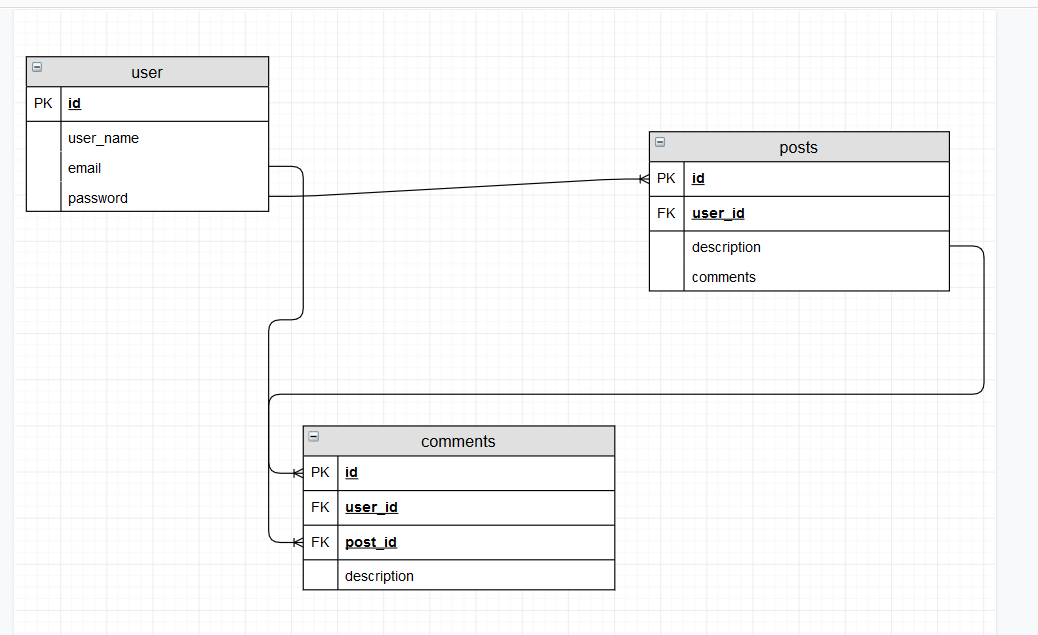 user
PK id
user_name
email
password
posts
PK id
FK user_id
description
comments
comments
PK id
FK user_id
FK post_id
description